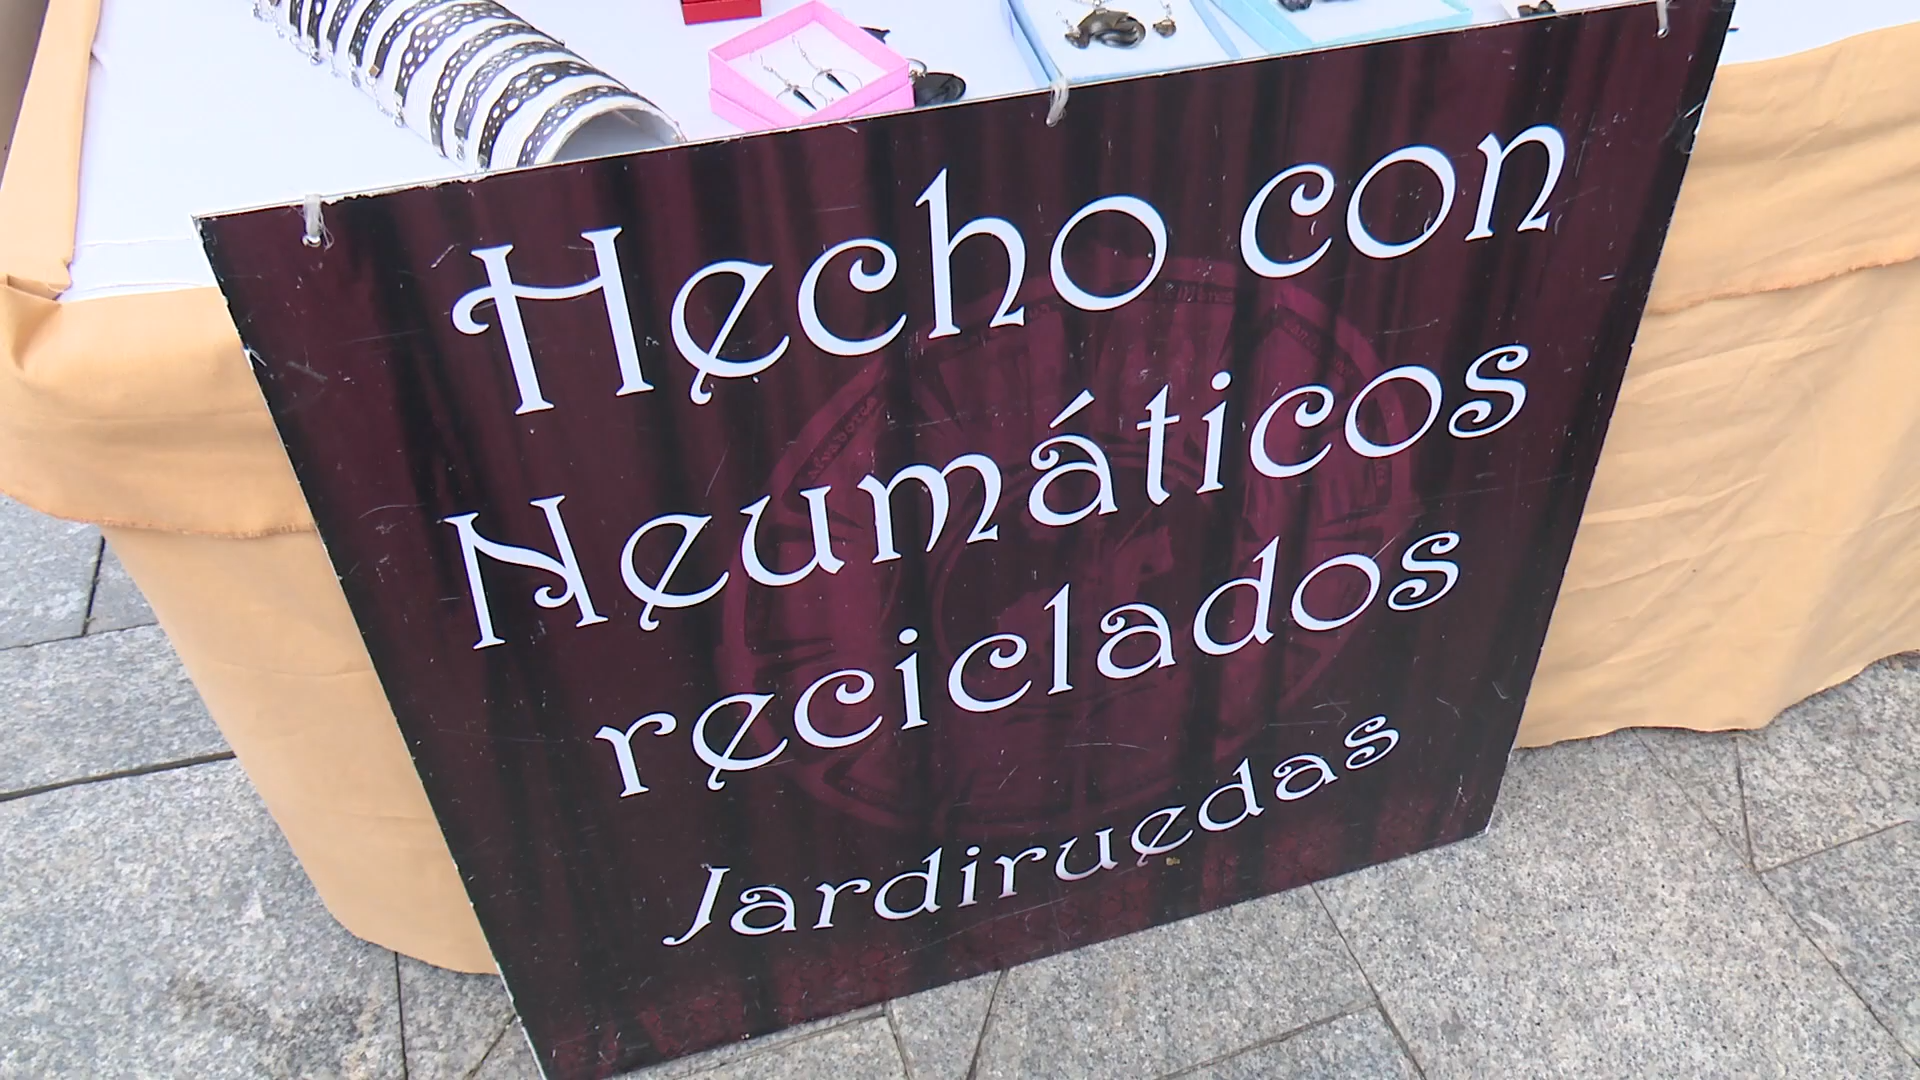 Hecho con
Neumáticos
reciclados
Jardiruedas